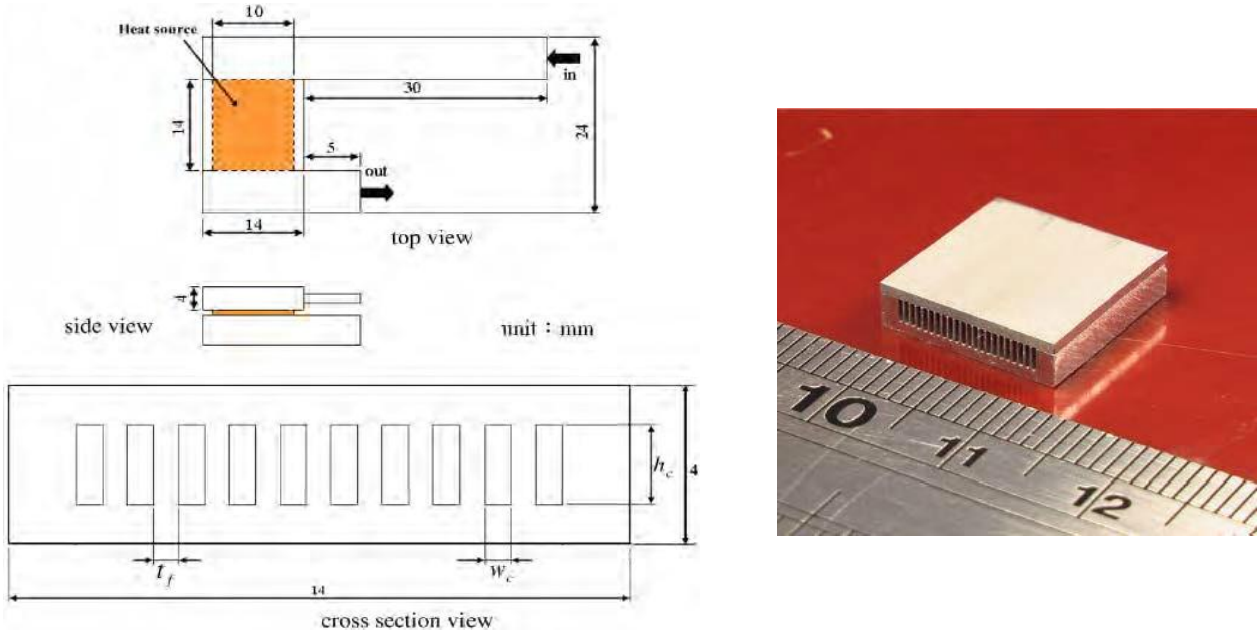 10
Heat source
in
30
14
24
5
out
14
top view
4
side view
unit : mm
h_c
4
t_f
w_c
14
cross section view
10
11
12